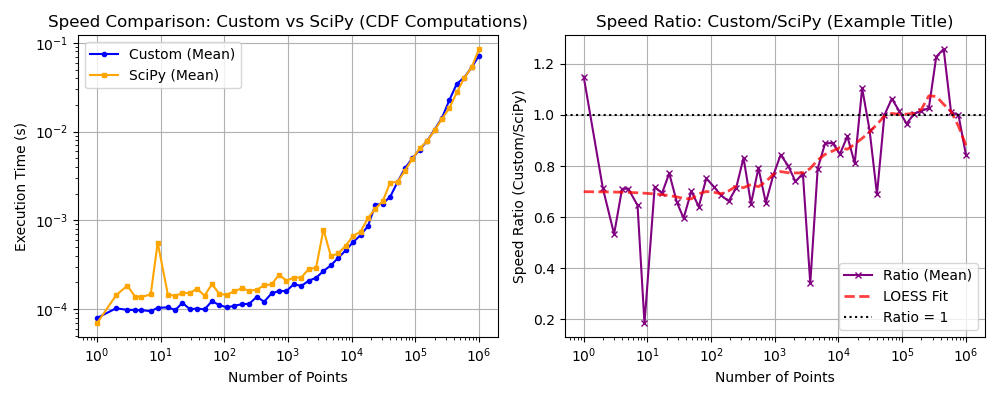 Speed Comparison: Custom vs SciPy (CDF Computations)
Custom (Mean)
SciPy (Mean)
Execution Time (s)
10⁻¹
10⁻²
10⁻³
10⁻⁴
10⁰ 10¹ 10² 10³ 10⁴ 10⁵ 10⁶
Number of Points
Speed Ratio: Custom/SciPy (Example Title)
Speed Ratio (Custom/SciPy)
1.2
1.0
0.8
0.6
0.4
0.2
Ratio (Mean)
LOESS Fit
Ratio = 1
10⁰ 10¹ 10² 10³ 10⁴ 10⁵ 10⁶
Number of Points